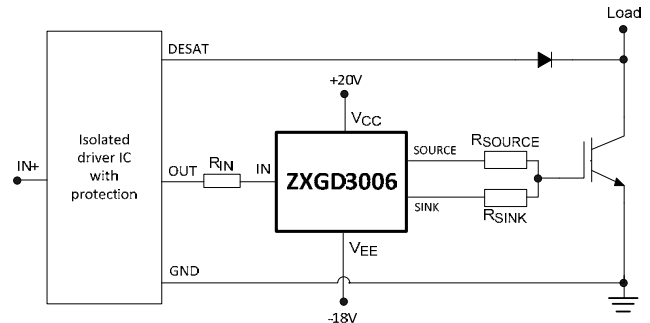 Load
DESAT
+20V
VCC
Isolated
driver IC
with
protection
IN+
OUT
RIN
IN
ZXGD3006
SOURCE
RSOURCE
SINK
RSINK
VEE
GND
-18V